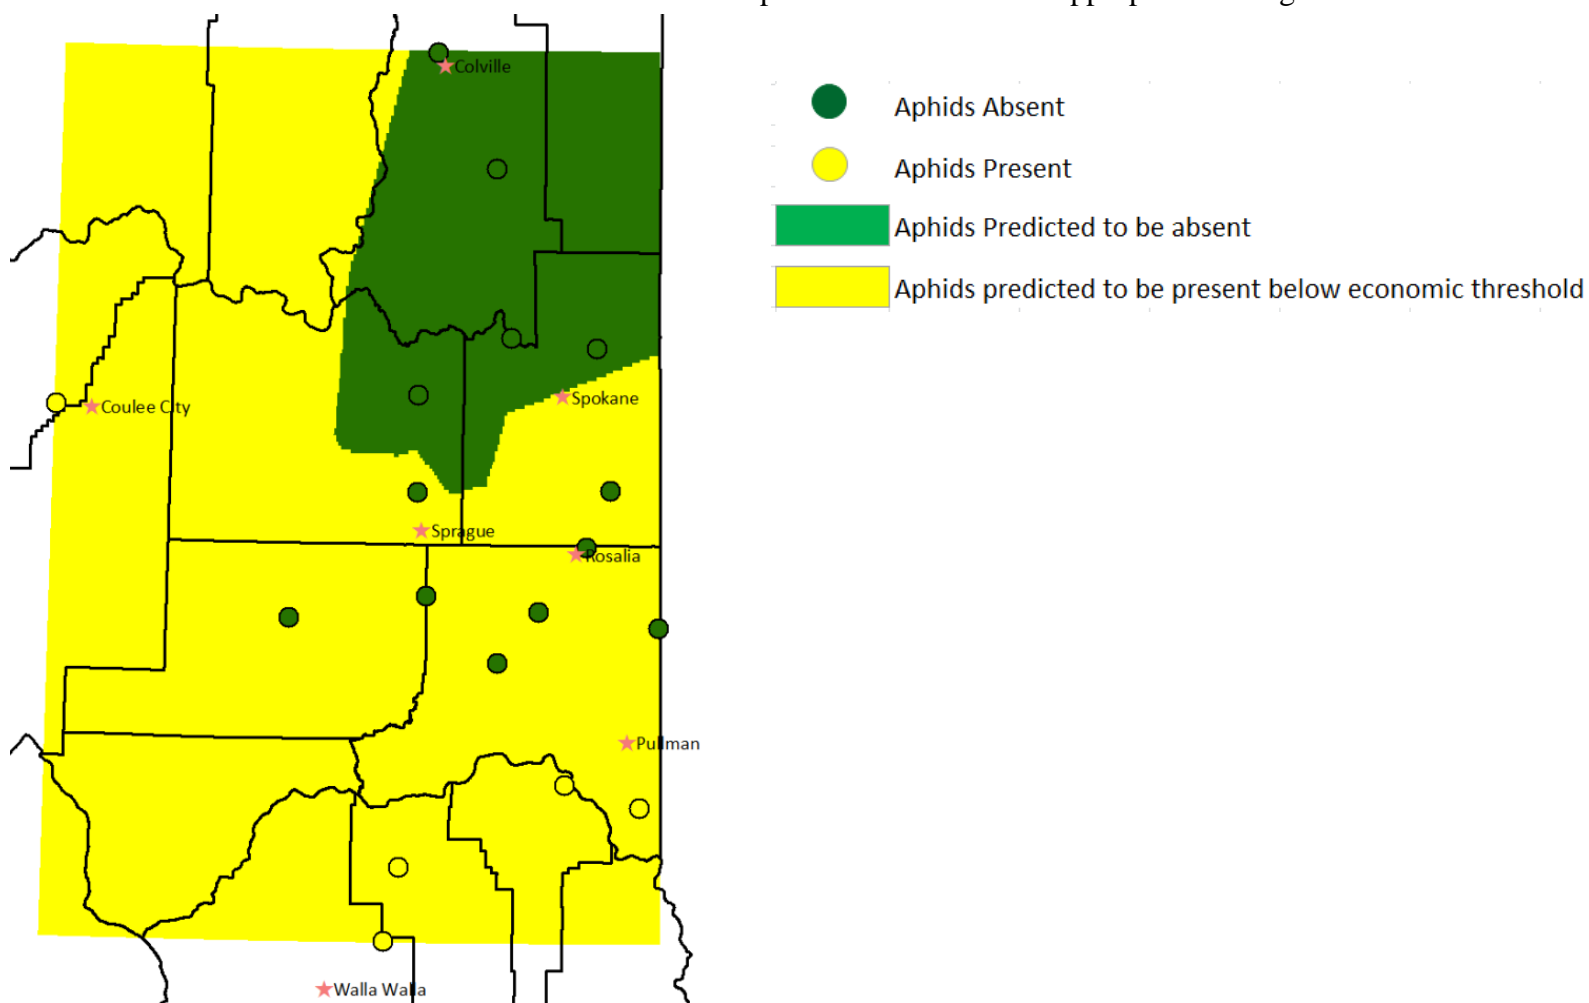 Colville
Coulee City
Spokane
Sprague
Rosalia
Pullman
Walla Walla
Aphids Absent
Aphids Present
Aphids Predicted to be absent
Aphids predicted to be present below economic threshold